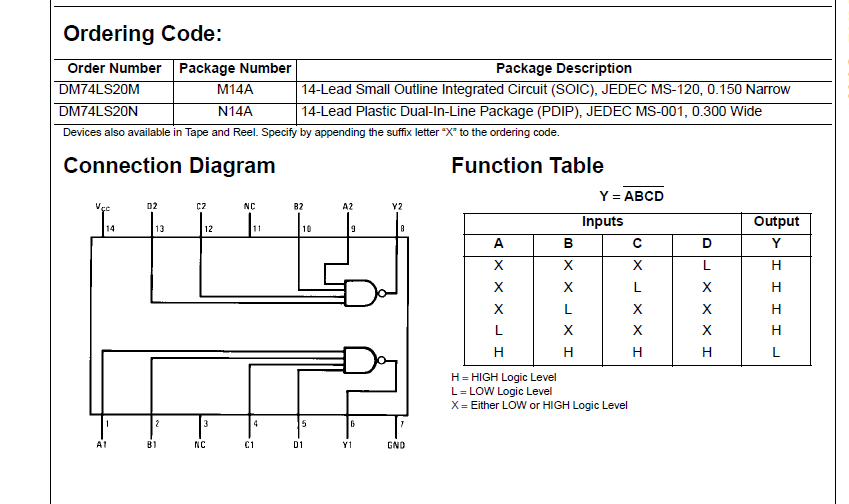 Ordering Code:
Order Number Package Number Package Description
DM74LS20M M14A 14-Lead Small Outline Integrated Circuit (SOIC), JEDEC MS-120, 0.150 Narrow
DM74LS20N N14A 14-Lead Plastic Dual-In-Line Package (PDIP), JEDEC MS-001, 0.300 Wide
Devices also available in Tape and Reel. Specify by appending the suffix letter “X” to the ordering code.
Connection Diagram
VCC D2 C2 NC B2 A2 Y2
14 13 12 11 10 9 8
1 2 3 4 5 6 7
A1 B1 NC C1 D1 Y1 GND
Function Table
Y = A̅B̅C̅D̅
Inputs Output
A B C D Y
X X X L H
X X L X H
X L X X H
L X X X H
H H H H L
H = HIGH Logic Level
L = LOW Logic Level
X = Either LOW or HIGH Logic Level